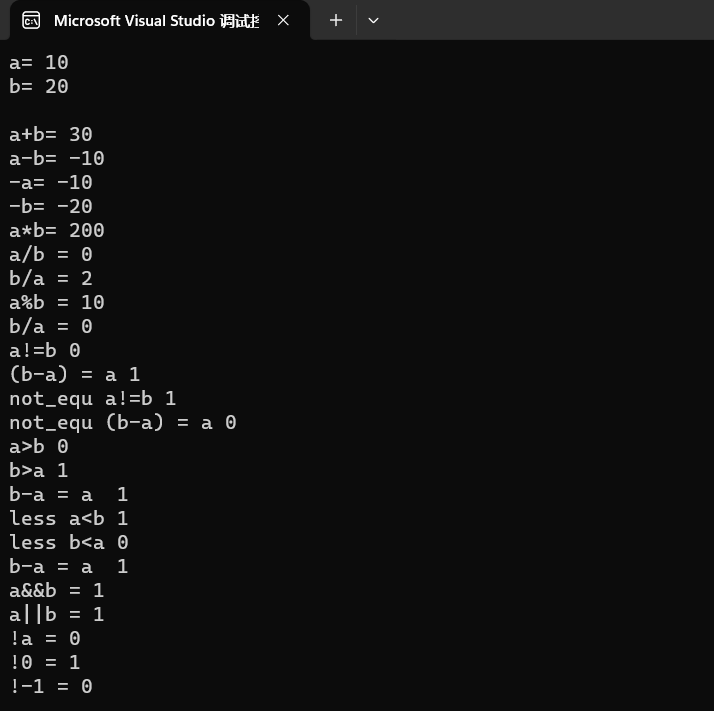 Microsoft Visual Studio 调试
a= 10
b= 20
a+b= 30
a-b= -10
-a= -10
-b= -20
a*b= 200
a/b = 0
b/a = 2
a%b = 10
b/a = 0
a!=b 0
(b-a) = a 1
not_equ a!=b 1
not_equ (b-a) = a 0
a>b 0
b>a 1
b-a = a  1
less a<b 1
less b<a 0
b-a = a  1
a&&b = 1
a||b = 1
!a = 0
!0 = 1
!-1 = 0